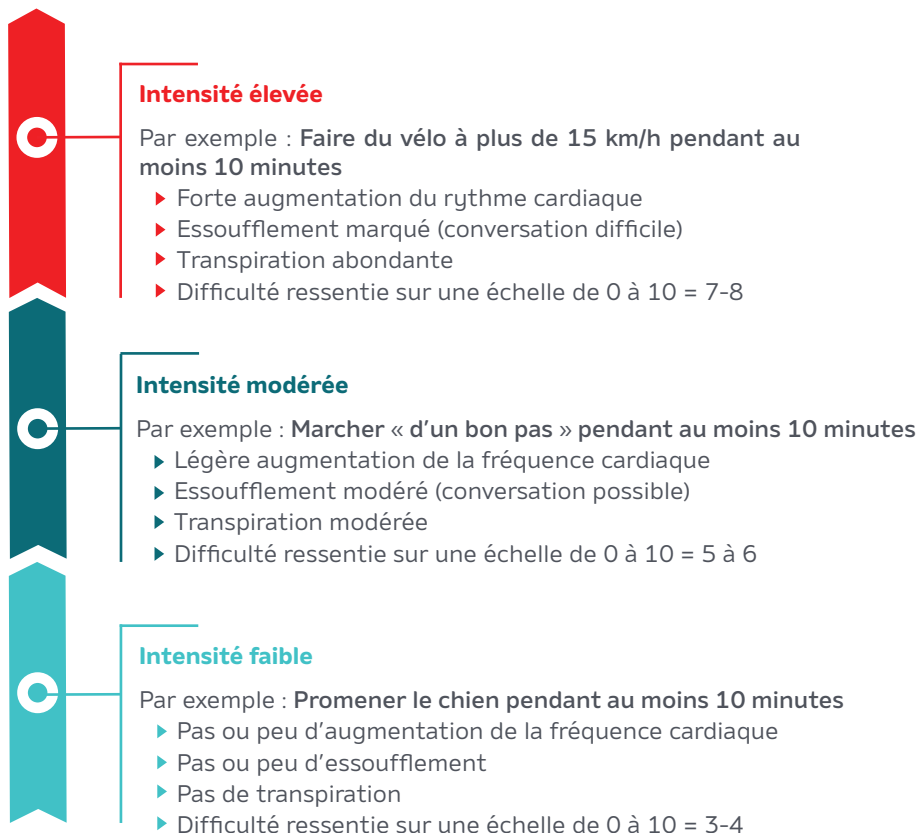 Intensité élevée
Par exemple : Faire du vélo à plus de 15 km/h pendant au
moins 10 minutes
Forte augmentation du rythme cardiaque
Essoufflement marqué (conversation difficile)
Transpiration abondante
Difficulté ressentie sur une échelle de 0 à 10 = 7-8
Intensité modérée
Par exemple : Marcher « d’un bon pas » pendant au moins 10 minutes
Légère augmentation de la fréquence cardiaque
Essoufflement modéré (conversation possible)
Transpiration modérée
Difficulté ressentie sur une échelle de 0 à 10 = 5 à 6
Intensité faible
Par exemple : Promener le chien pendant au moins 10 minutes
Pas ou peu d’augmentation de la fréquence cardiaque
Pas ou peu d’essoufflement
Pas de transpiration
Difficulté ressentie sur une échelle de 0 à 10 = 3-4